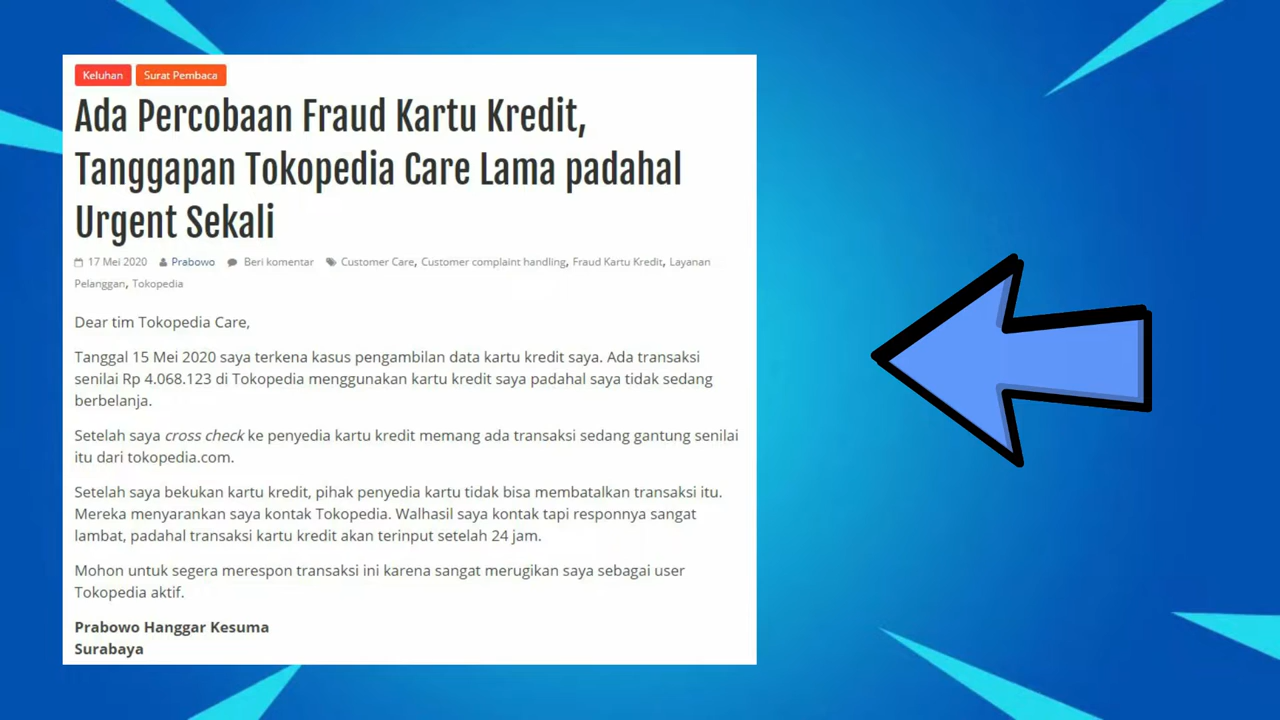 Keluhan Surat Pembaca
Ada Percobaan Fraud Kartu Kredit,
Tanggapan Tokopedia Care Lama padahal
Urgent Sekali
17 Mei 2020 Prabowo Beri komentar Customer Care, Customer complaint handling, Fraud Kartu Kredit, Layanan
Pelanggan, Tokopedia
Dear tim Tokopedia Care,
Tanggal 15 Mei 2020 saya terkena kasus pengambilan data kartu kredit saya. Ada transaksi
senilai Rp 4.068.123 di Tokopedia menggunakan kartu kredit saya padahal saya tidak sedang
berbelanja.
Setelah saya cross check ke penyedia kartu kredit memang ada transaksi sedang gantung senilai
itu dari tokopedia.com.
Setelah saya bekukan kartu kredit, pihak penyedia kartu tidak bisa membatalkan transaksi itu.
Mereka menyarankan saya kontak Tokopedia. Walhasil saya kontak tapi responnya sangat
lambat, padahal transaksi kartu kredit akan terinput setelah 24 jam.
Mohon untuk segera merespon transaksi ini karena sangat merugikan saya sebagai user
Tokopedia aktif.
Prabowo Hanggar Kesuma
Surabaya